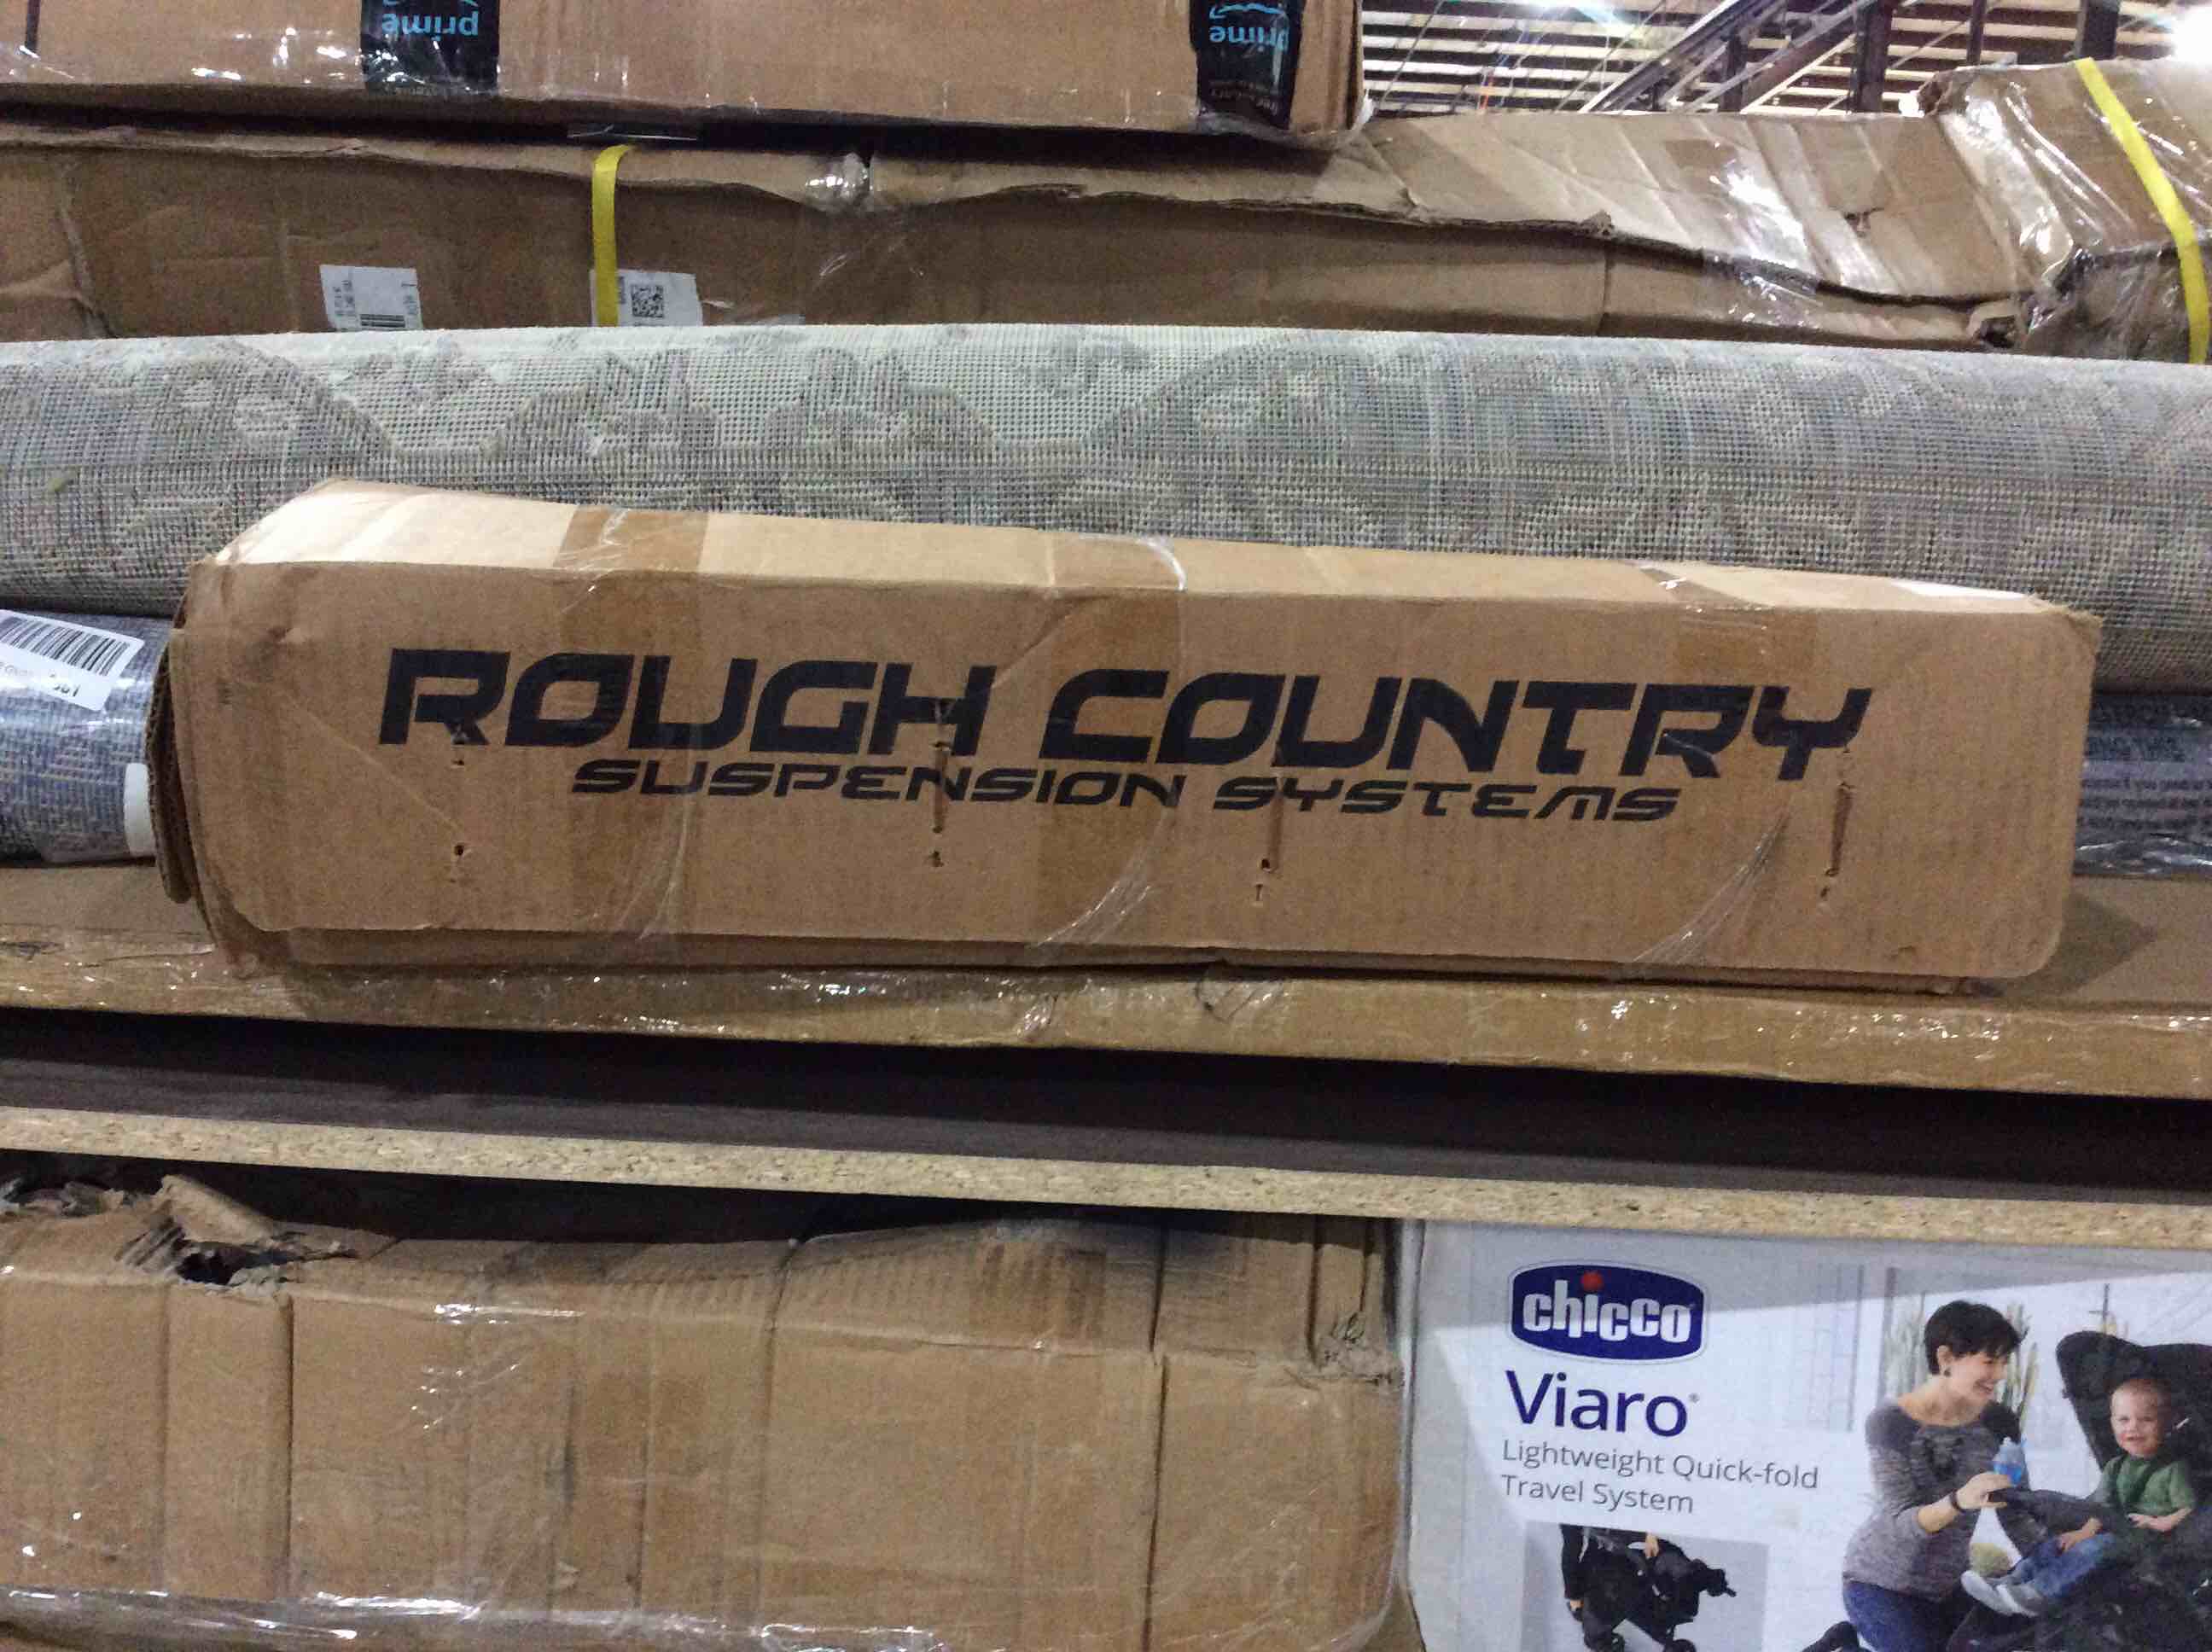 prime
prime
ROUGH COUNTRY
SUSPENSION SYSTEMS
chicco
Viaro®
Lightweight Quick-fold
Travel System